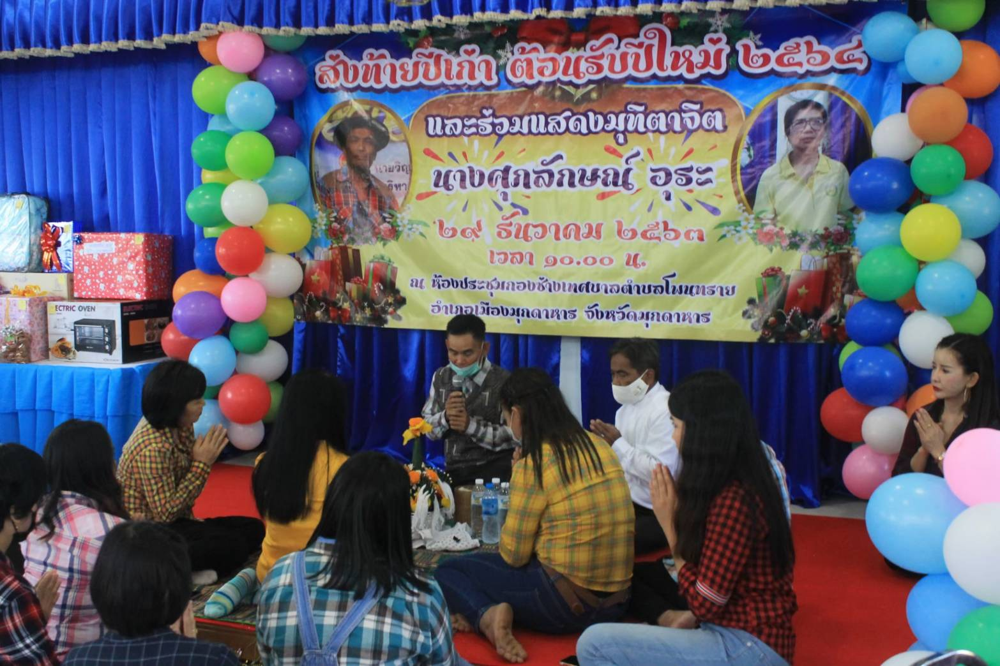 ส่งท้ายปีเก่า ต้อนรับปีใหม่ ๒๕๖๔
และร่วมแสดงมุทิตาจิต
นางศุภลักษณ์ อุระ
๒๙ ธันวาคม ๒๕๖๓
เวลา ๑๐.๐๐ น.
ณ ห้องประชุมกองช้างเทศบาลตำบลโพนทราย
อำเภอเมืองมุกดาหาร จังหวัดมุกดาหาร
นายวิญ
ECTRIC OVEN